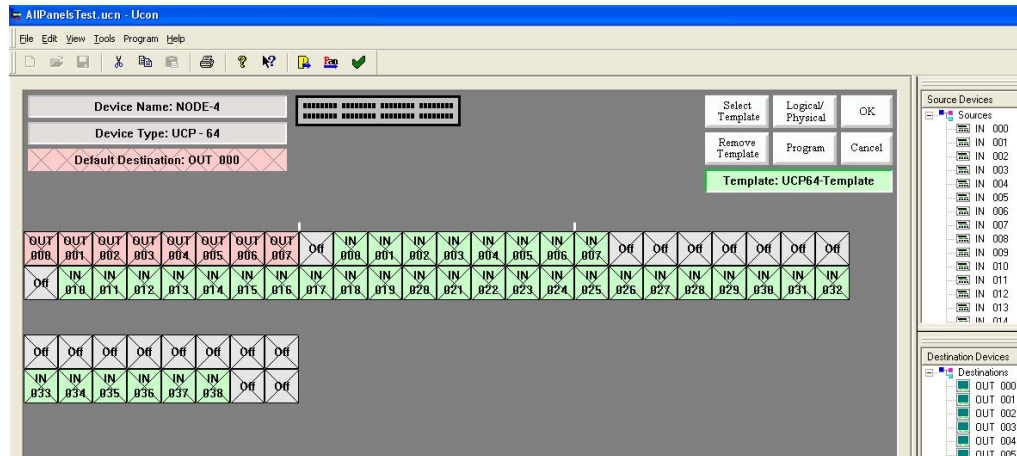 AllPanelsTest.ucn - Ucon
File Edit View Tools Program Help
Device Name: NODE-4
Device Type: UCP - 64
Default Destination: OUT 000
Select Template
Logical/ Physical
OK
Remove Template
Program
Cancel
Template: UCP64-Template
OUT OUT OUT OUT OUT OUT OUT OUT Off IN IN IN IN IN IN IN IN Off Off Off Off Off Off Off
000 001 002 003 004 005 006 007 000 001 002 003 004 005 006 007
Off IN IN IN IN IN IN IN IN IN IN IN IN IN IN IN IN IN IN IN IN IN IN IN
010 011 012 013 014 015 016 017 018 019 020 021 022 023 024 025 026 027 028 029 030 031 032
Off Off Off Off Off Off Off Off
IN IN IN IN IN IN Off Off
033 034 035 036 037 038
Source Devices
Sources
IN 000
IN 001
IN 002
IN 003
IN 004
IN 005
IN 006
IN 007
IN 008
IN 009
IN 010
IN 011
IN 012
IN 013
IN 014
Destination Devices
Destinations
OUT 000
OUT 001
OUT 002
OUT 003
OUT 004
OUT 005